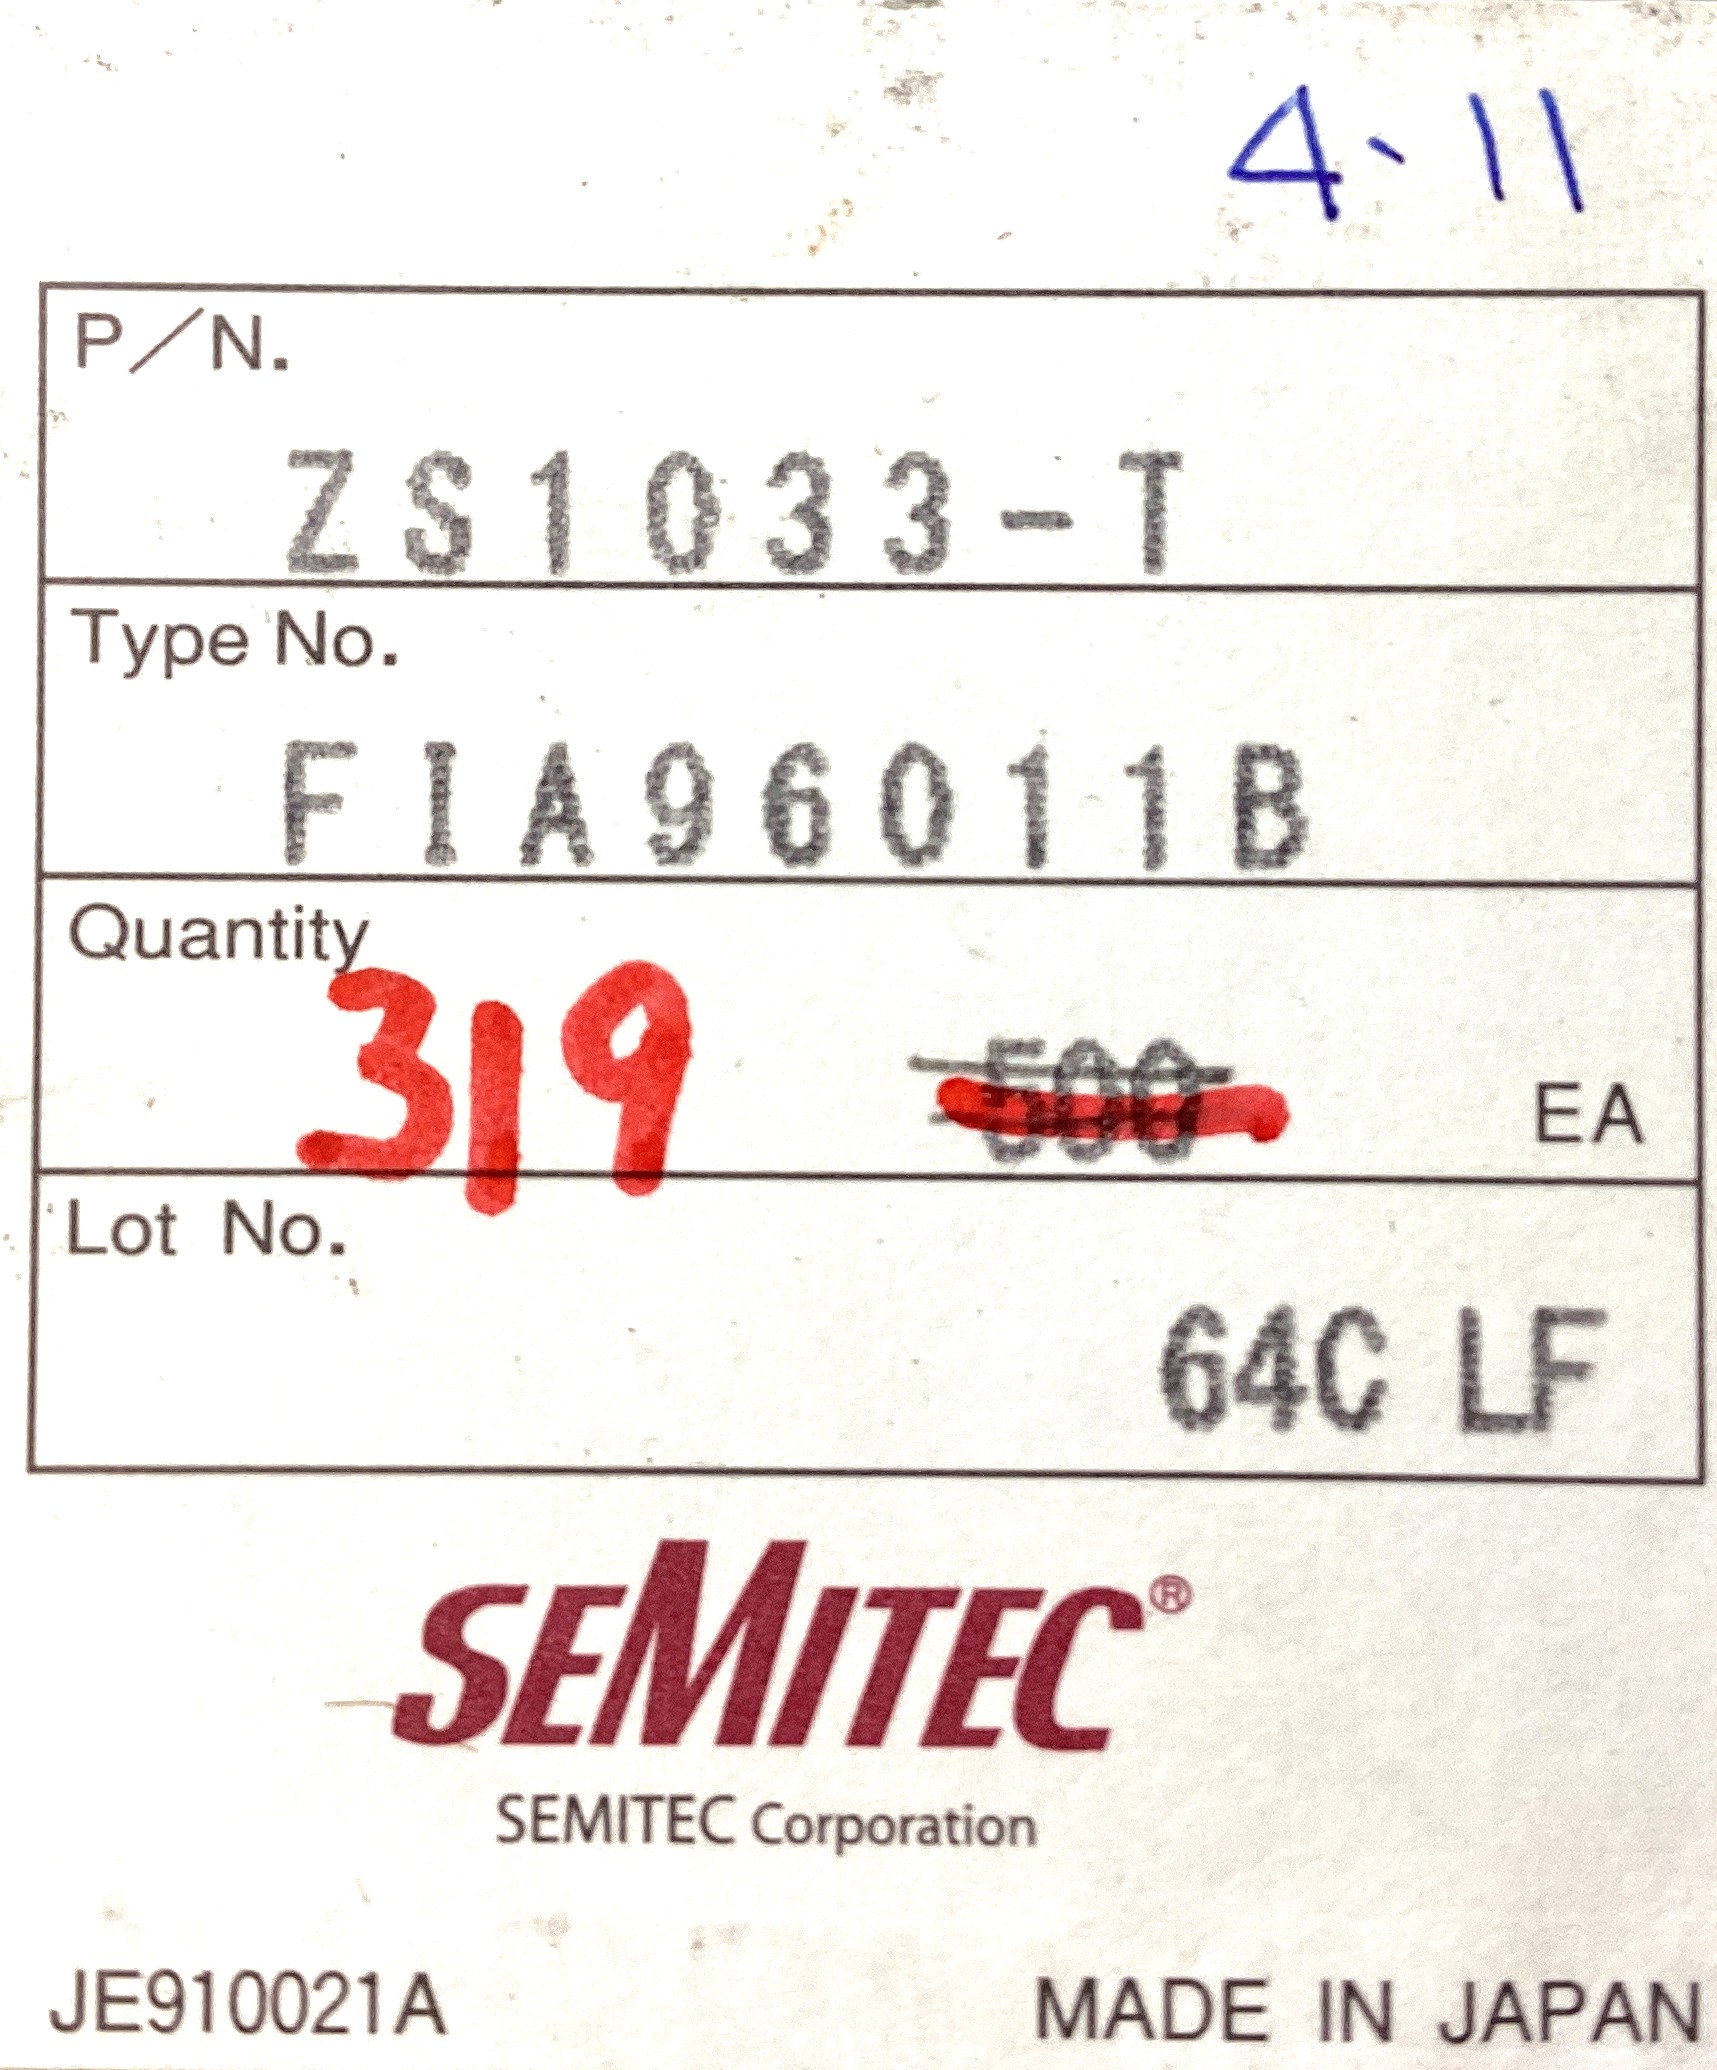 4.11
P/N.
ZS1033-T
Type No.
FIA96011B
Quantity
319 500 EA
Lot No.
64C LF
SEMITEC®
SEMITEC Corporation
JE910021A MADE IN JAPAN